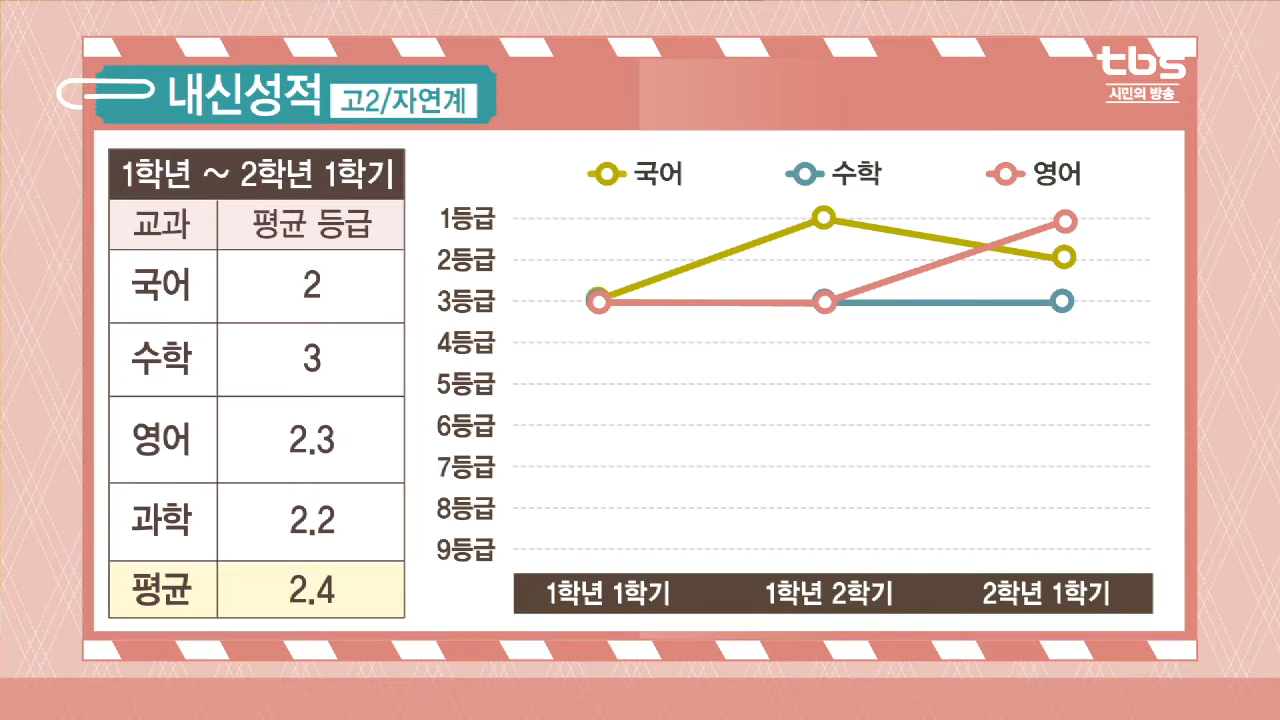 tbs
시민의 방송
내신성적 고2/자연계
1학년 ~ 2학년 1학기
교과 평균 등급
국어 2
수학 3
영어 2.3
과학 2.2
평균 2.4
국어 수학 영어
1등급
2등급
3등급
4등급
5등급
6등급
7등급
8등급
9등급
1학년 1학기 1학년 2학기 2학년 1학기